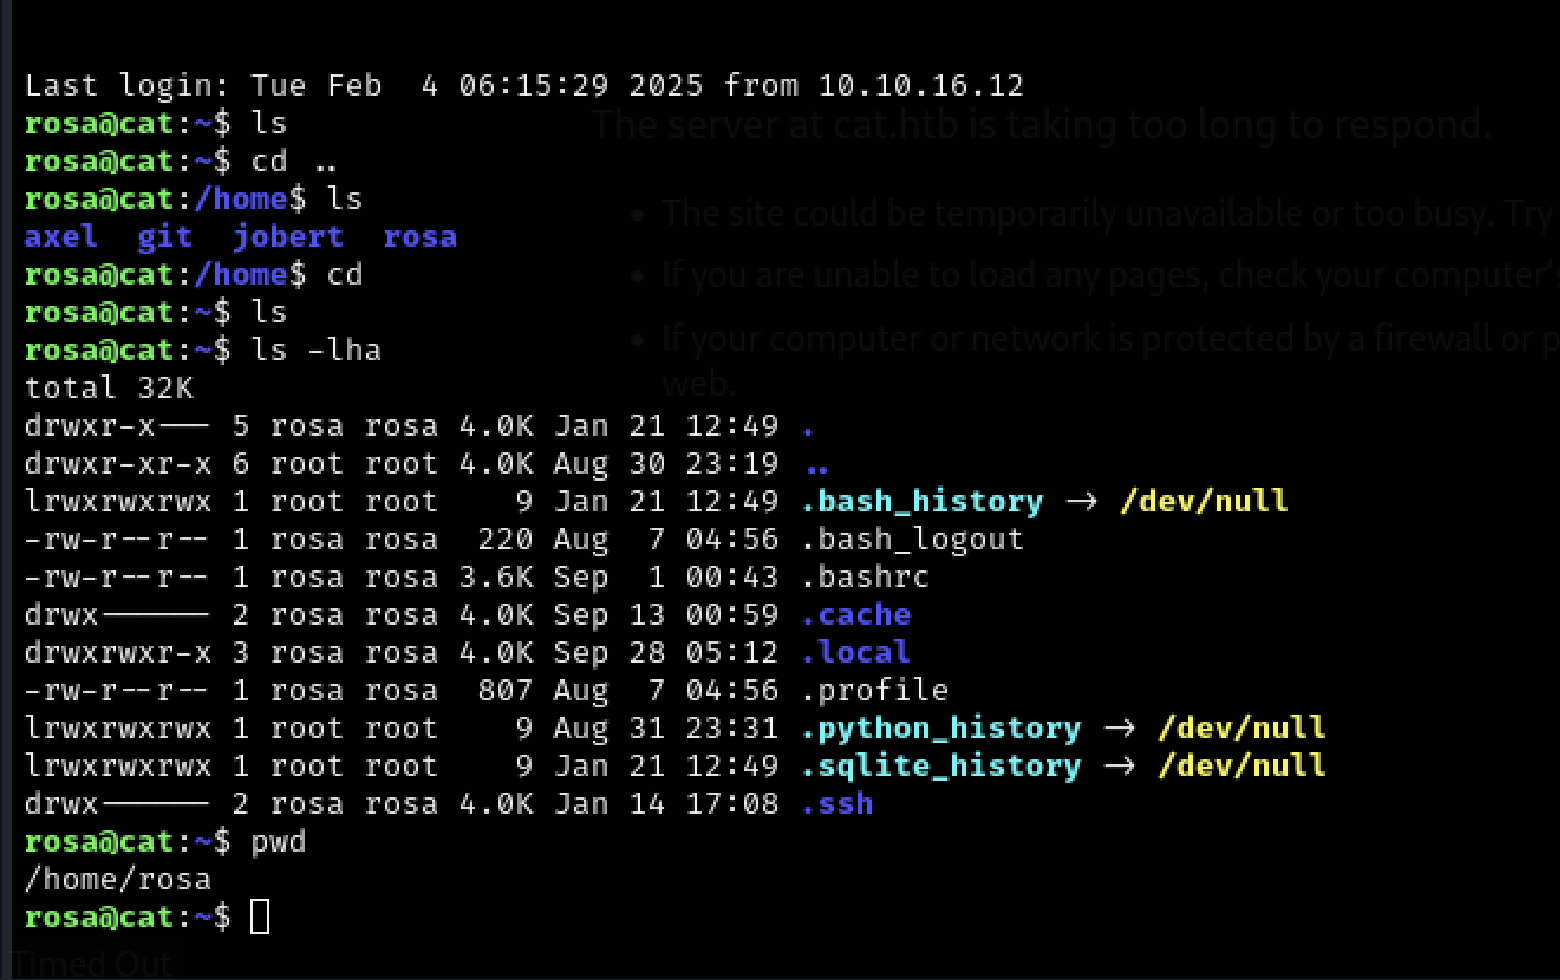 Last login: Tue Feb  4 06:15:29 2025 from 10.10.16.12
rosa@cat:~$ ls
The server at cat.htb is taking too long to respond.
rosa@cat:~$ cd ..
rosa@cat:/home$ ls
• The site could be temporarily unavailable or too busy. Try
axel  git  jobert  rosa
rosa@cat:/home$ cd
• If you are unable to load any pages, check your computer's
rosa@cat:~$ ls
rosa@cat:~$ ls -lha
• If your computer or network is protected by a firewall or p
web.
total 32K
drwxr-x--- 5 rosa rosa 4.0K Jan 21 12:49 .
drwxr-xr-x 6 root root 4.0K Aug 30 23:19 ..
lrwxrwxrwx 1 root root    9 Jan 21 12:49 .bash_history -> /dev/null
-rw-r--r-- 1 rosa rosa  220 Aug  7 04:56 .bash_logout
-rw-r--r-- 1 rosa rosa 3.6K Sep  1 00:43 .bashrc
drwx------ 2 rosa rosa 4.0K Sep 13 00:59 .cache
drwxrwxr-x 3 rosa rosa 4.0K Sep 28 05:12 .local
-rw-r--r-- 1 rosa rosa  807 Aug  7 04:56 .profile
lrwxrwxrwx 1 root root    9 Aug 31 23:31 .python_history -> /dev/null
lrwxrwxrwx 1 root root    9 Jan 21 12:49 .sqlite_history -> /dev/null
drwx------ 2 rosa rosa 4.0K Jan 14 17:08 .ssh
rosa@cat:~$ pwd
/home/rosa
rosa@cat:~$
Timed Out